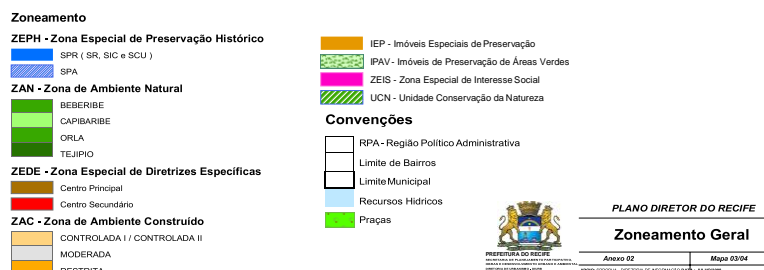 Zoneamento
ZEPH - Zona Especial de Preservação Histórico
SPR ( SR, SIC e SCU )
SPA
ZAN - Zona de Ambiente Natural
BEBERIBE
CAPIBARIBE
ORLA
TEJIPIO
ZEDE - Zona Especial de Diretrizes Específicas
Centro Principal
Centro Secundário
ZAC - Zona de Ambiente Construído
CONTROLADA I / CONTROLADA II
MODERADA
RESTRITA
IEP - Imóveis Especiais de Preservação
IPAV - Imóveis de Preservação de Áreas Verdes
ZEIS - Zona Especial de Interesse Social
UCN - Unidade Conservação da Natureza
Convenções
RPA - Região Político Administrativa
Limite de Bairros
Limite Municipal
Recursos Hidricos
Praças
PREFEITURA DO RECIFE
PLANO DIRETOR DO RECIFE
Zoneamento Geral
Anexo 02
Mapa 03/04